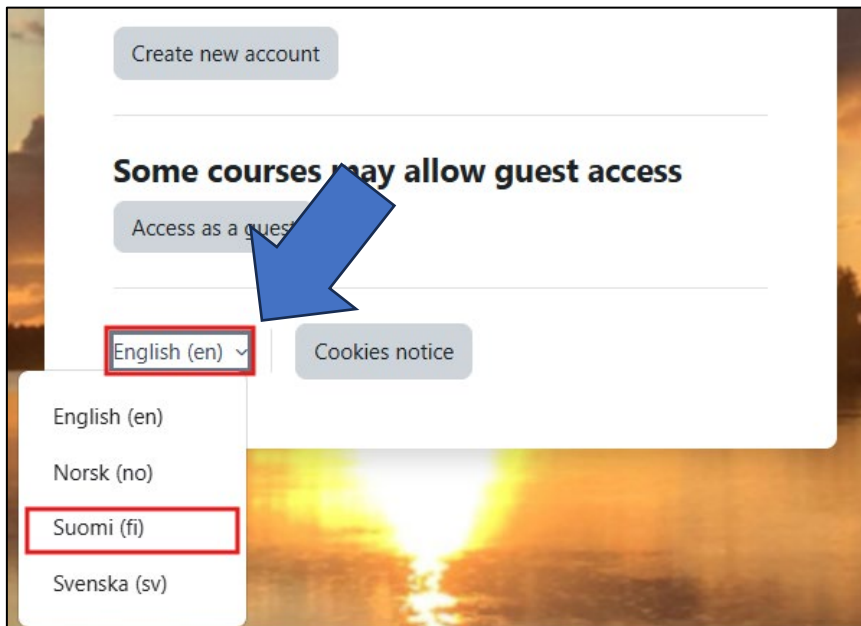 Create new account
Some courses may allow guest access
Access as a guest
English (en)
Cookies notice
English (en)
Norsk (no)
Suomi (fi)
Svenska (sv)